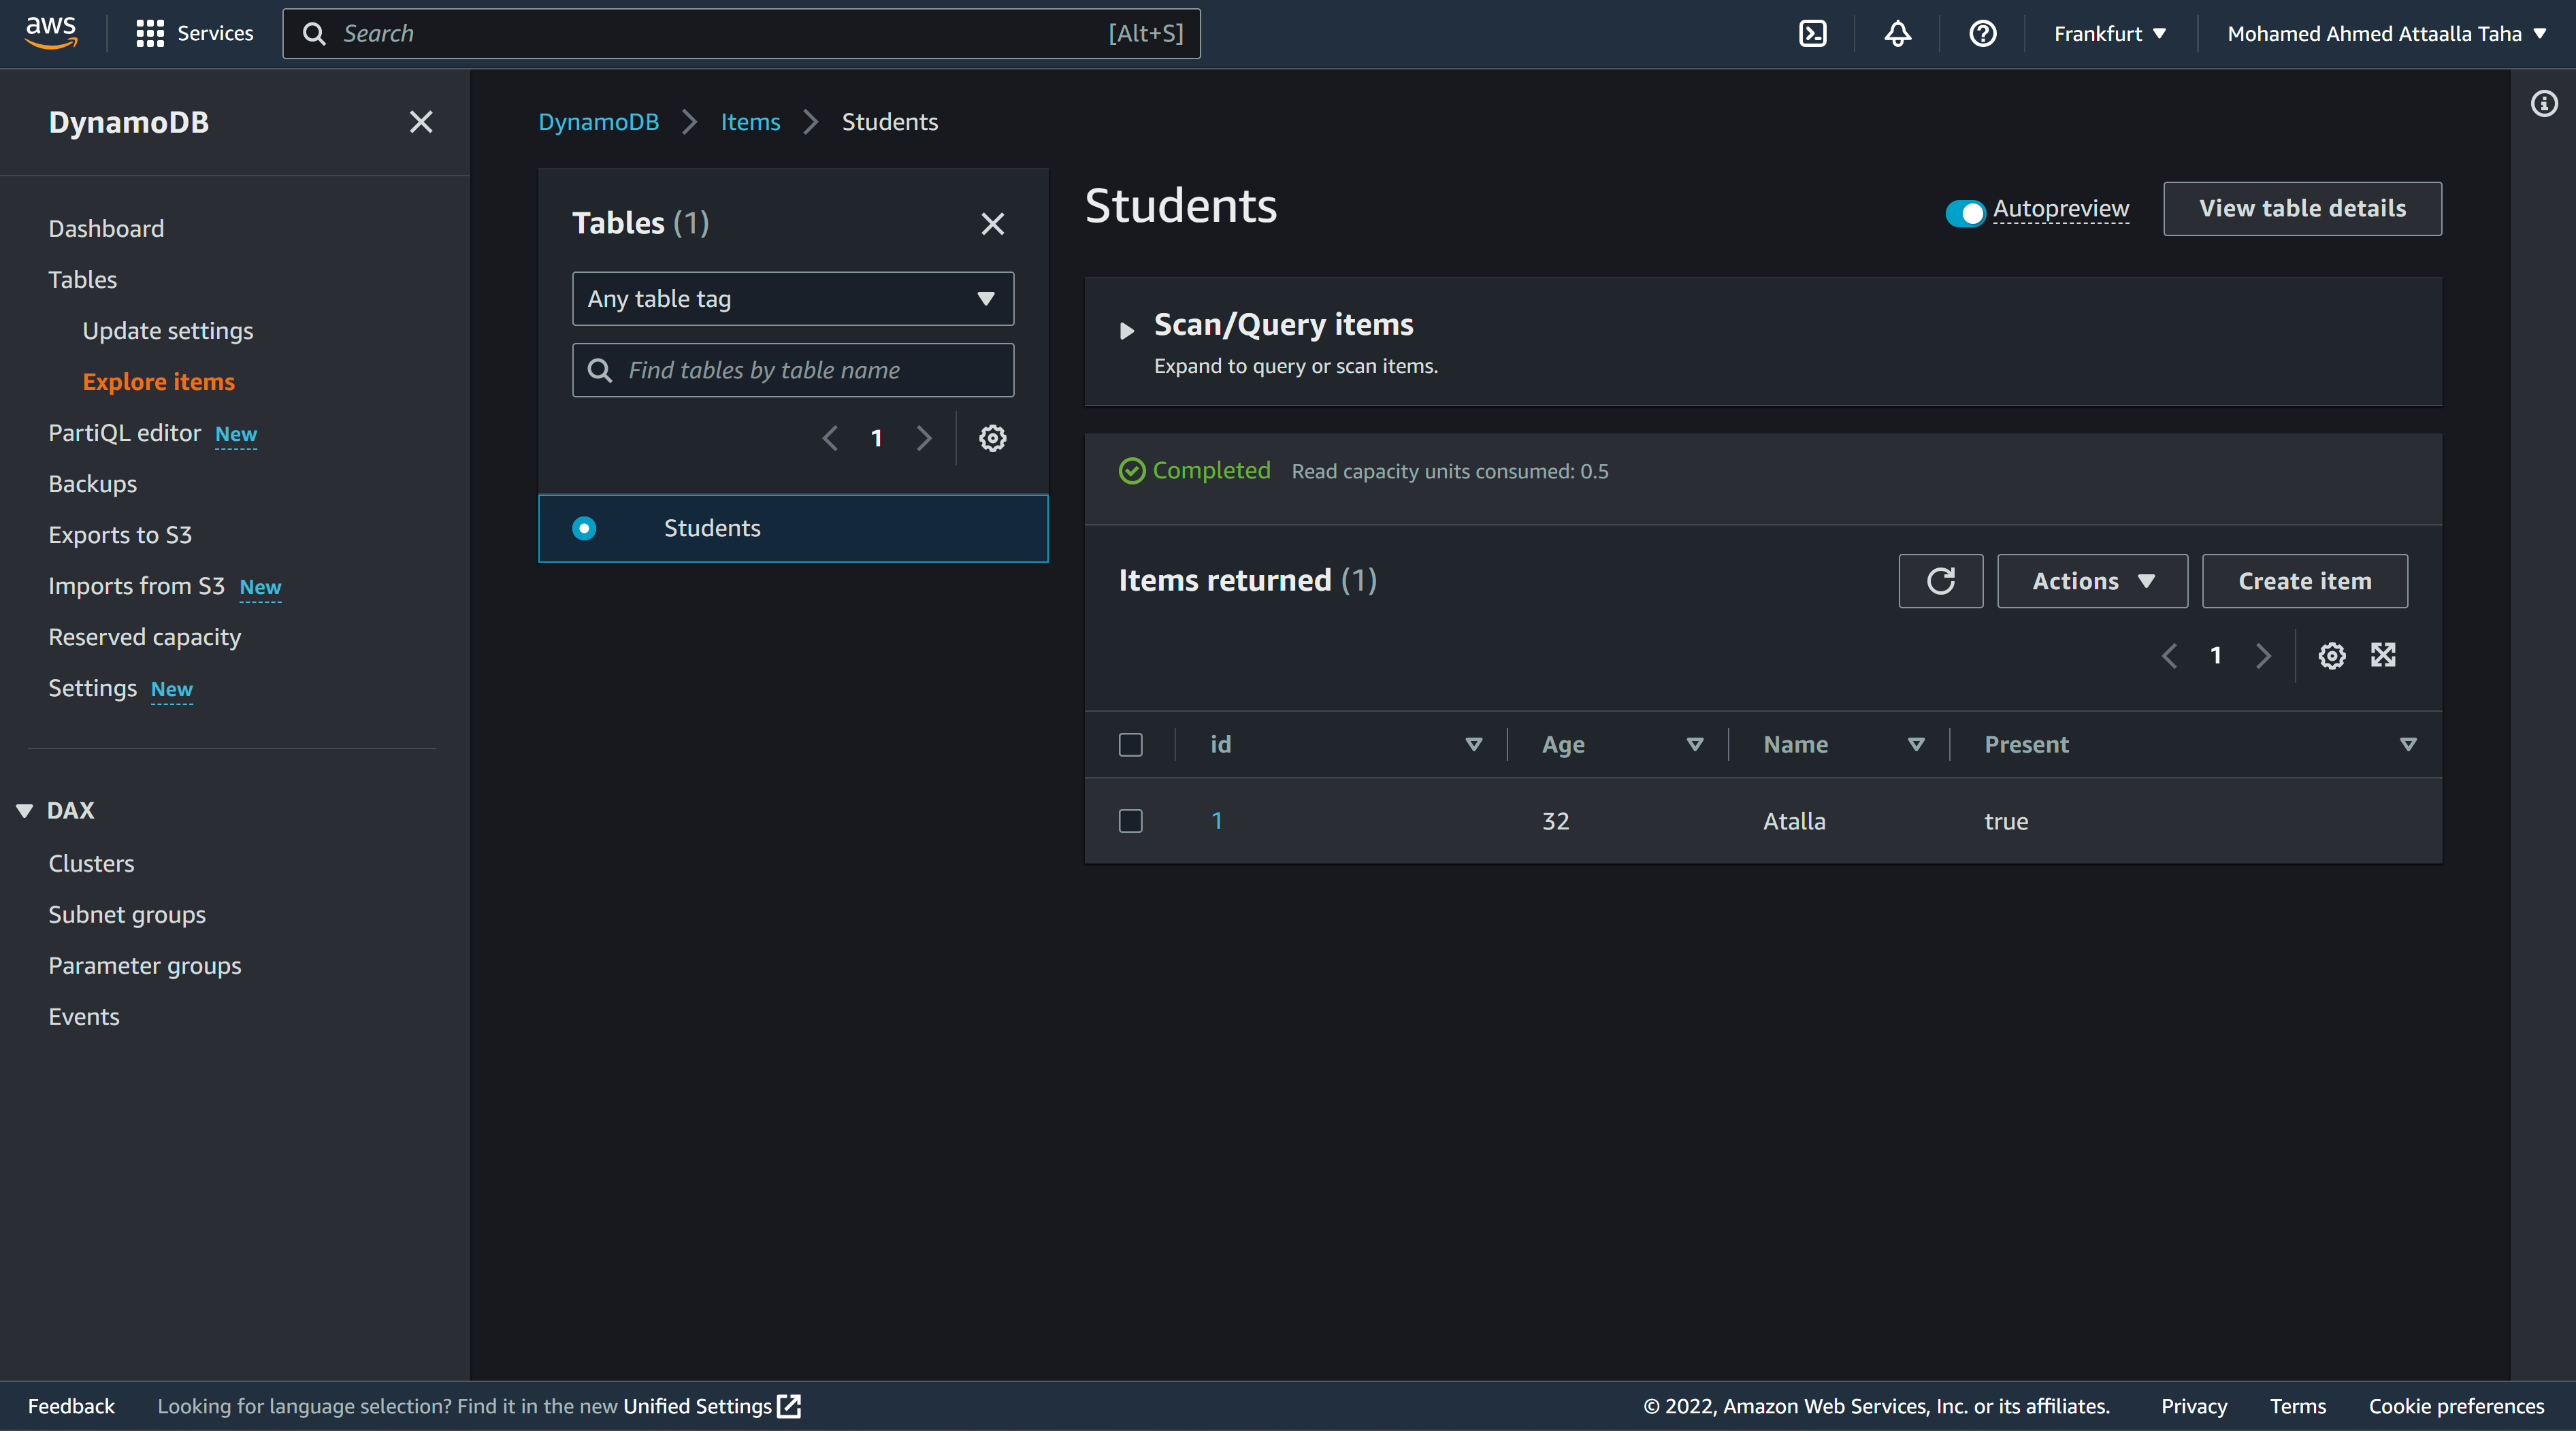 aws
Services
Search [Alt+S]
Frankfurt
Mohamed Ahmed Attaalla Taha
DynamoDB
Dashboard
Tables
Update settings
Explore items
PartiQL editor New
Backups
Exports to S3
Imports from S3 New
Reserved capacity
Settings New
DAX
Clusters
Subnet groups
Parameter groups
Events
DynamoDB Items Students
Tables (1)
Any table tag
Find tables by table name
1
Students
Students
Autopreview
View table details
Scan/Query items
Expand to query or scan items.
Completed Read capacity units consumed: 0.5
Items returned (1)
Actions
Create item
1
id Age Name Present
1 32 Atalla true
Feedback Looking for language selection? Find it in the new Unified Settings
© 2022, Amazon Web Services, Inc. or its affiliates. Privacy Terms Cookie preferences